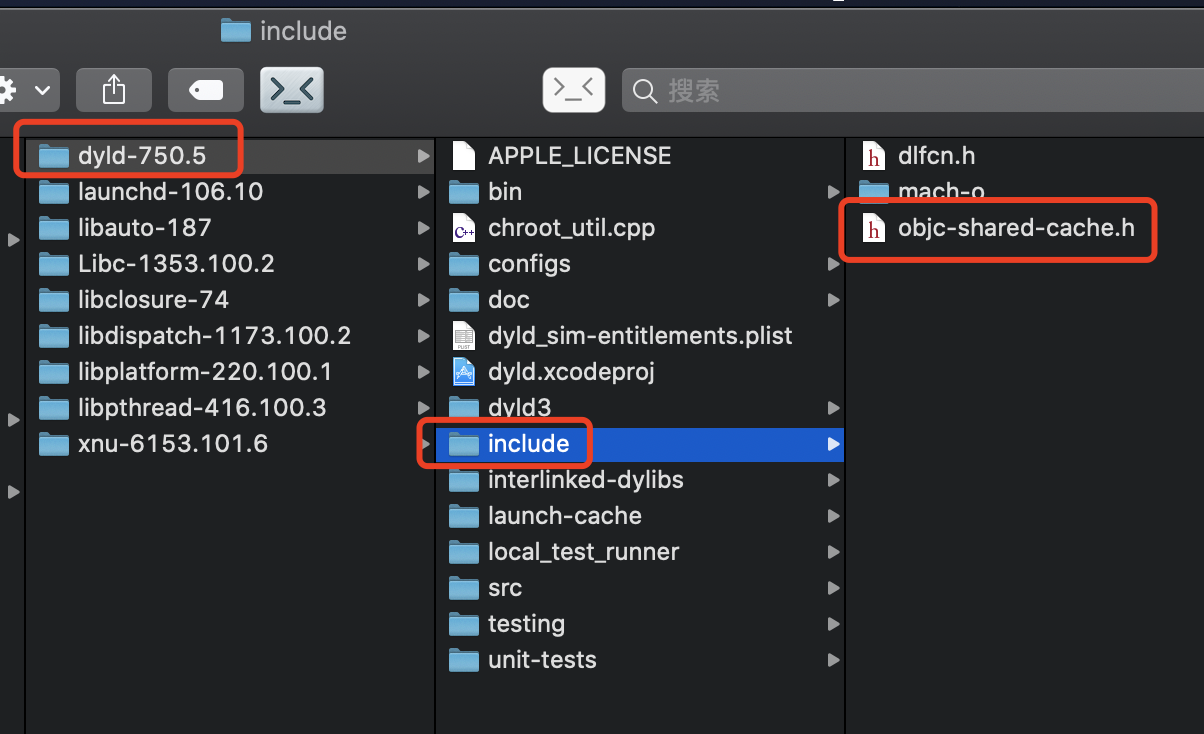 include
搜索
dyld-750.5
launchd-106.10
libauto-187
Libc-1353.100.2
libclosure-74
libdispatch-1173.100.2
libplatform-220.100.1
libpthread-416.100.3
xnu-6153.101.6
APPLE_LICENSE
bin
chroot_util.cpp
configs
doc
dyld_sim-entitlements.plist
dyld.xcodeproj
dyld3
include
interlinked-dylibs
launch-cache
local_test_runner
src
testing
unit-tests
dlfcn.h
mach-o
objc-shared-cache.h